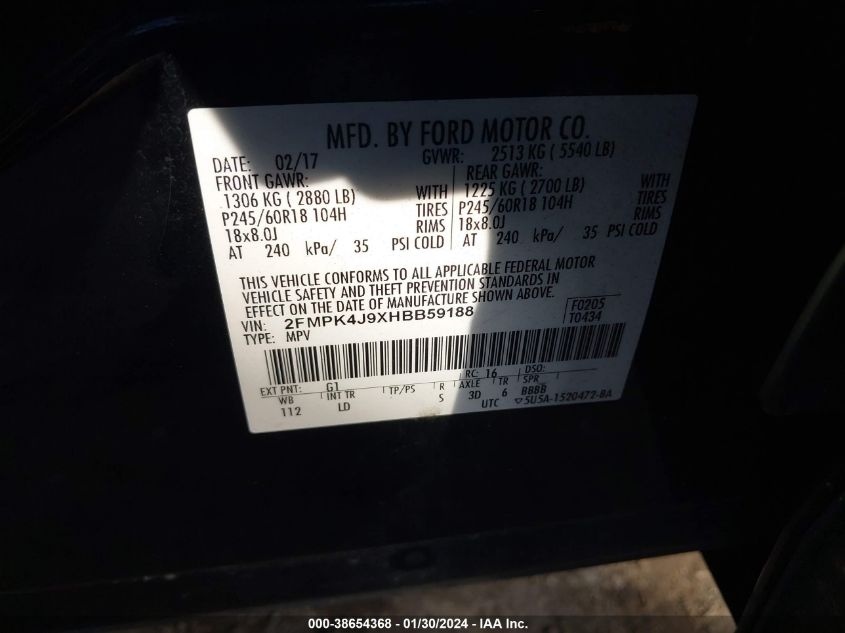 MFD. BY FORD MOTOR CO.
DATE: 02/17 GVWR: 2513 KG ( 5540 LB)
FRONT GAWR: REAR GAWR:
1306 KG ( 2880 LB) WITH 1225 KG ( 2700 LB) WITH
P245/60R18 104H TIRES P245/60R18 104H TIRES
18x8.0J RIMS 18x8.0J RIMS
AT 240 kPa/ 35 PSI COLD AT 240 kPa/ 35 PSI COLD
THIS VEHICLE CONFORMS TO ALL APPLICABLE FEDERAL MOTOR
VEHICLE SAFETY AND THEFT PREVENTION STANDARDS IN
EFFECT ON THE DATE OF MANUFACTURE SHOWN ABOVE.
VIN: 2FMPK4J9XHBB59188 F0205
TYPE: MPV T0434
RC: 16 DSO:
EXT PNT: G1 TP/PS R AXLE TR SPR
WB INT TR S 3D 6 BBBB
112 LD UTC ▽5U5A-1520472-BA
000-38654368 - 01/30/2024 - IAA Inc.